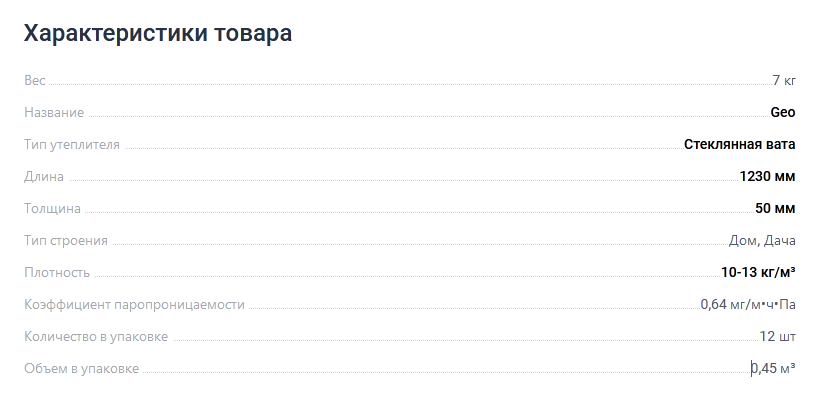 Характеристики товара
Вес 7 кг
Название Geo
Тип утеплителя Стеклянная вата
Длина 1230 мм
Толщина 50 мм
Тип строения Дом, Дача
Плотность 10-13 кг/м³
Коэффициент паропроницаемости 0,64 мг/м•ч•Па
Количество в упаковке 12 шт
Объем в упаковке 0,45 м³